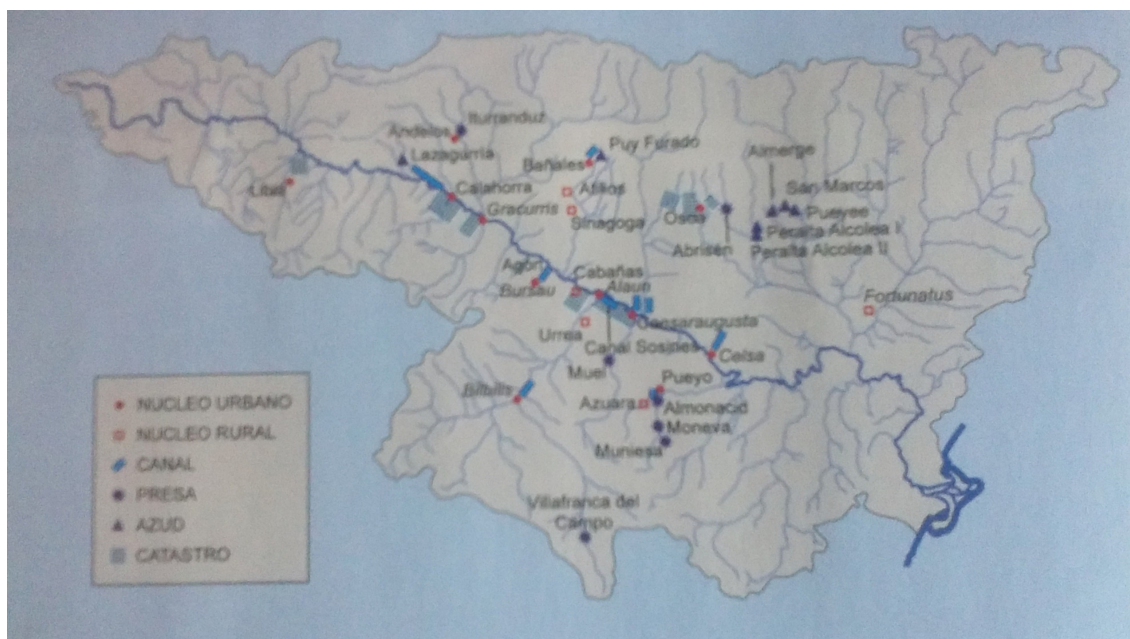 Iturranduz
Andelos
Lazagurria
Puy Furado
Bañales
Almerge
Libia
Calahorra
Atilios
San Marcos
Gracurris
Sinagoga
Osca
Pueyee
Peralta Alcolea I
Abrisén
Peralta Alcolea II
Agón
Cabañas
Bursau
Alaun
Fortunatus
Urrea
Caesaraugusta
Canal Sosines
Celsa
Muel
Bilbilis
Pueyo
Azuara
Almonacid
Moneva
Muniesa
Villafranca del
Campo
NUCLEO URBANO
NUCLEO RURAL
CANAL
PRESA
AZUD
CATASTRO